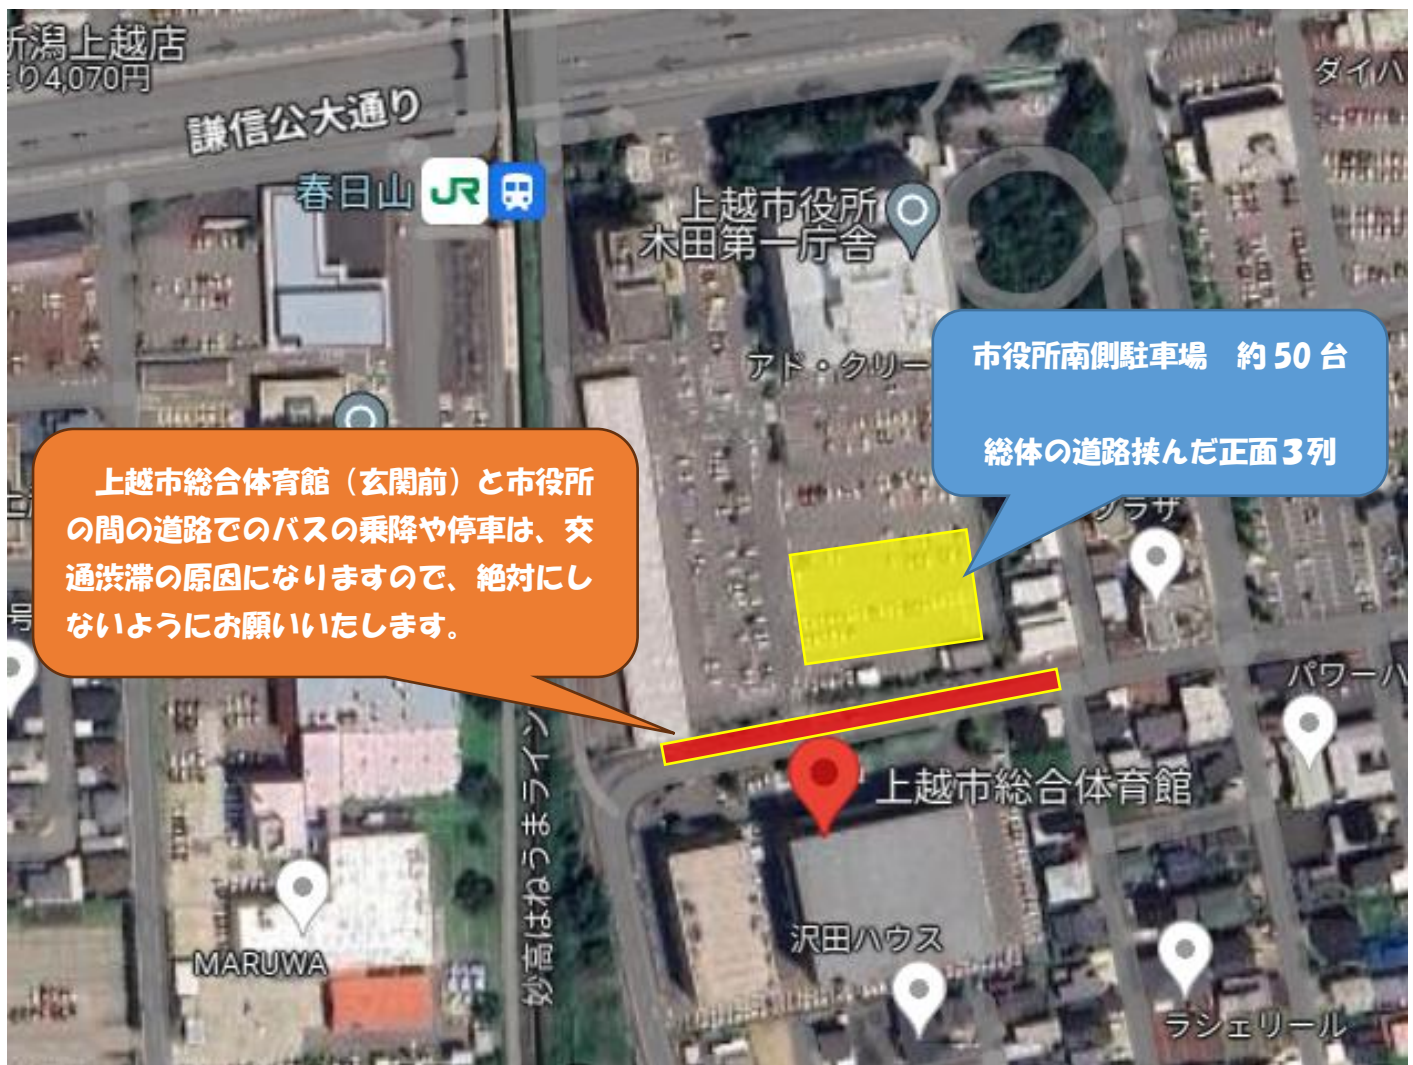 新潟上越店
り4,070円
謙信公大通り
ダイハ
春日山 JR
上越市役所
木田第一庁舎
アド・クリー
市役所南側駐車場　約50台
総体の道路挟んだ正面3列
　上越市総合体育館（玄関前）と市役所
の間の道路でのバスの乗降や停車は、交
通渋滞の原因になりますので、絶対にし
ないようにお願いいたします。
プラザ
号
パワーハ
妙高はねうまライン
上越市総合体育館
沢田ハウス
MARUWA
ラシェリール